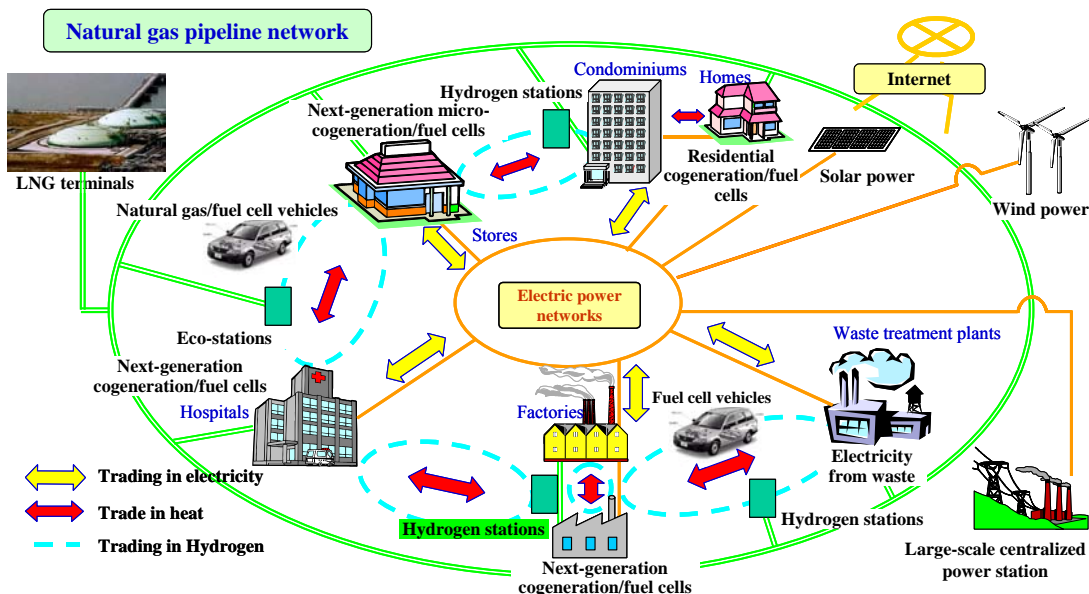 Natural gas pipeline network
Internet
Condominiums
Homes
Hydrogen stations
Next-generation micro-
cogeneration/fuel cells
LNG terminals
Residential
cogeneration/fuel
cells
Solar power
Wind power
Natural gas/fuel cell vehicles
Stores
Electric power
networks
Eco-stations
Waste treatment plants
Next-generation
cogeneration/fuel cells
Hospitals
Factories
Fuel cell vehicles
Electricity
from waste
Trading in electricity
Trade in heat
Trading in Hydrogen
Hydrogen stations
Hydrogen stations
Next-generation
cogeneration/fuel cells
Large-scale centralized
power station